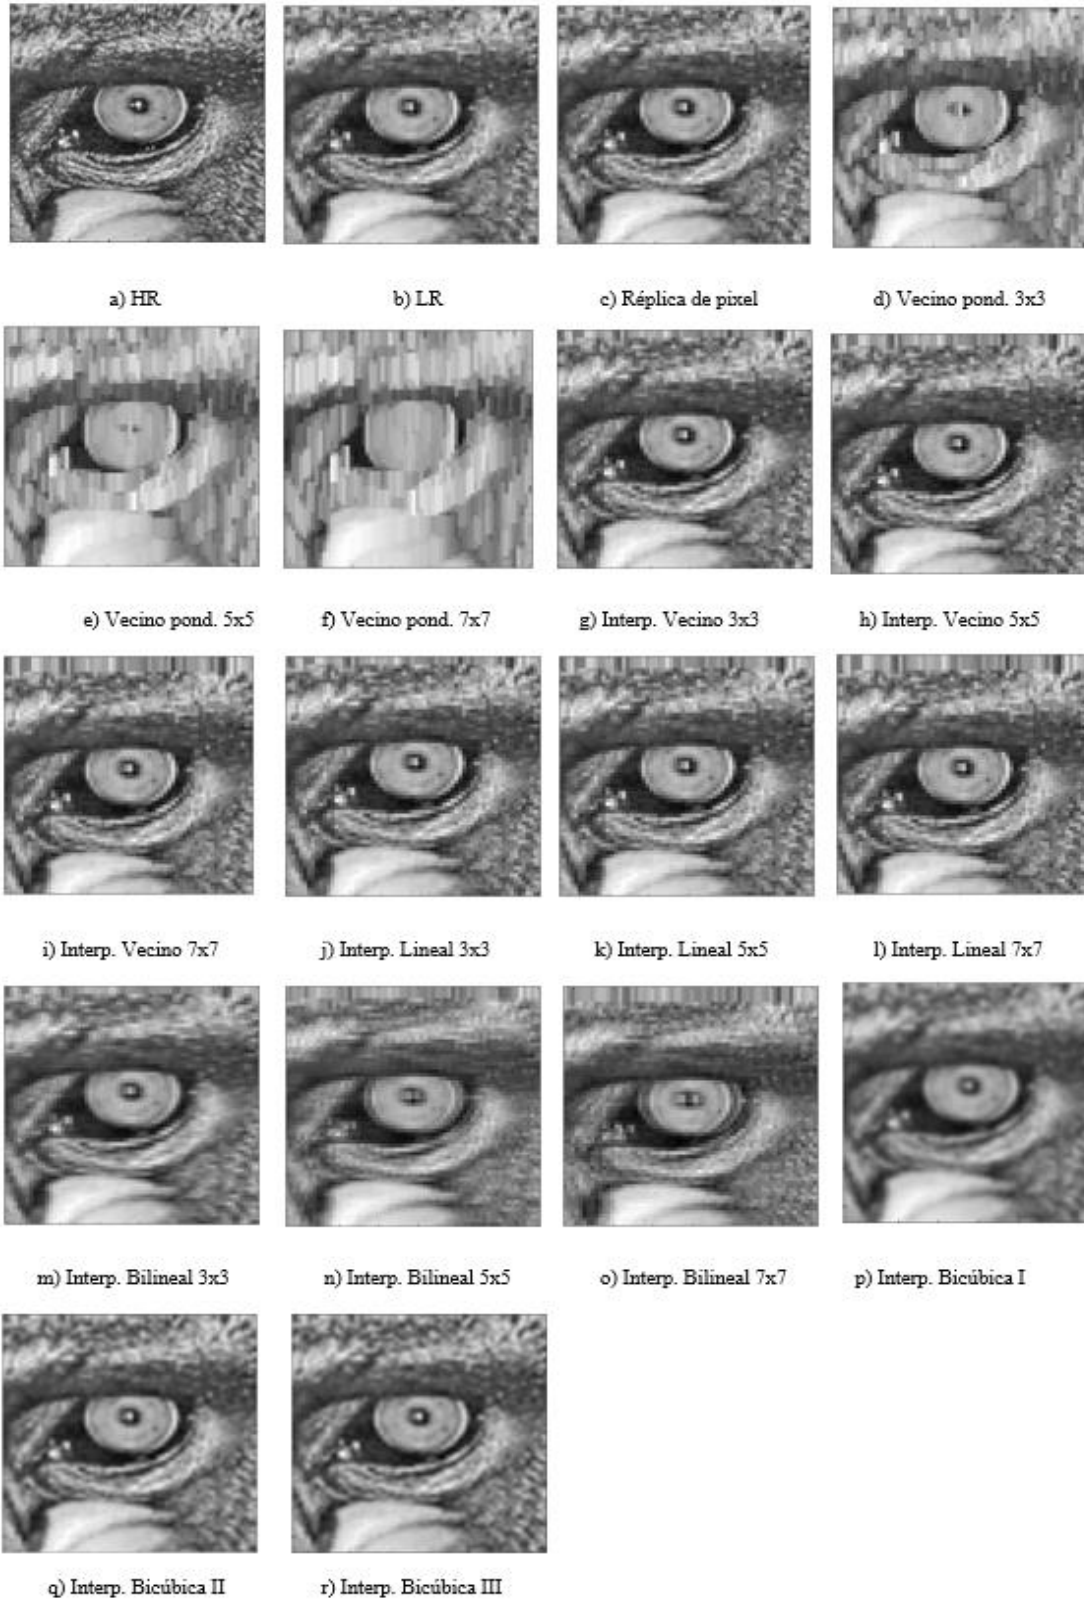 a) HR
b) LR
c) Réplica de pixel
d) Vecino pond. 3x3
e) Vecino pond. 5x5
f) Vecino pond. 7x7
g) Interp. Vecino 3x3
h) Interp. Vecino 5x5
i) Interp. Vecino 7x7
j) Interp. Lineal 3x3
k) Interp. Lineal 5x5
l) Interp. Lineal 7x7
m) Interp. Bilineal 3x3
n) Interp. Bilineal 5x5
o) Interp. Bilineal 7x7
p) Interp. Bicúbica I
q) Interp. Bicúbica II
r) Interp. Bicúbica III